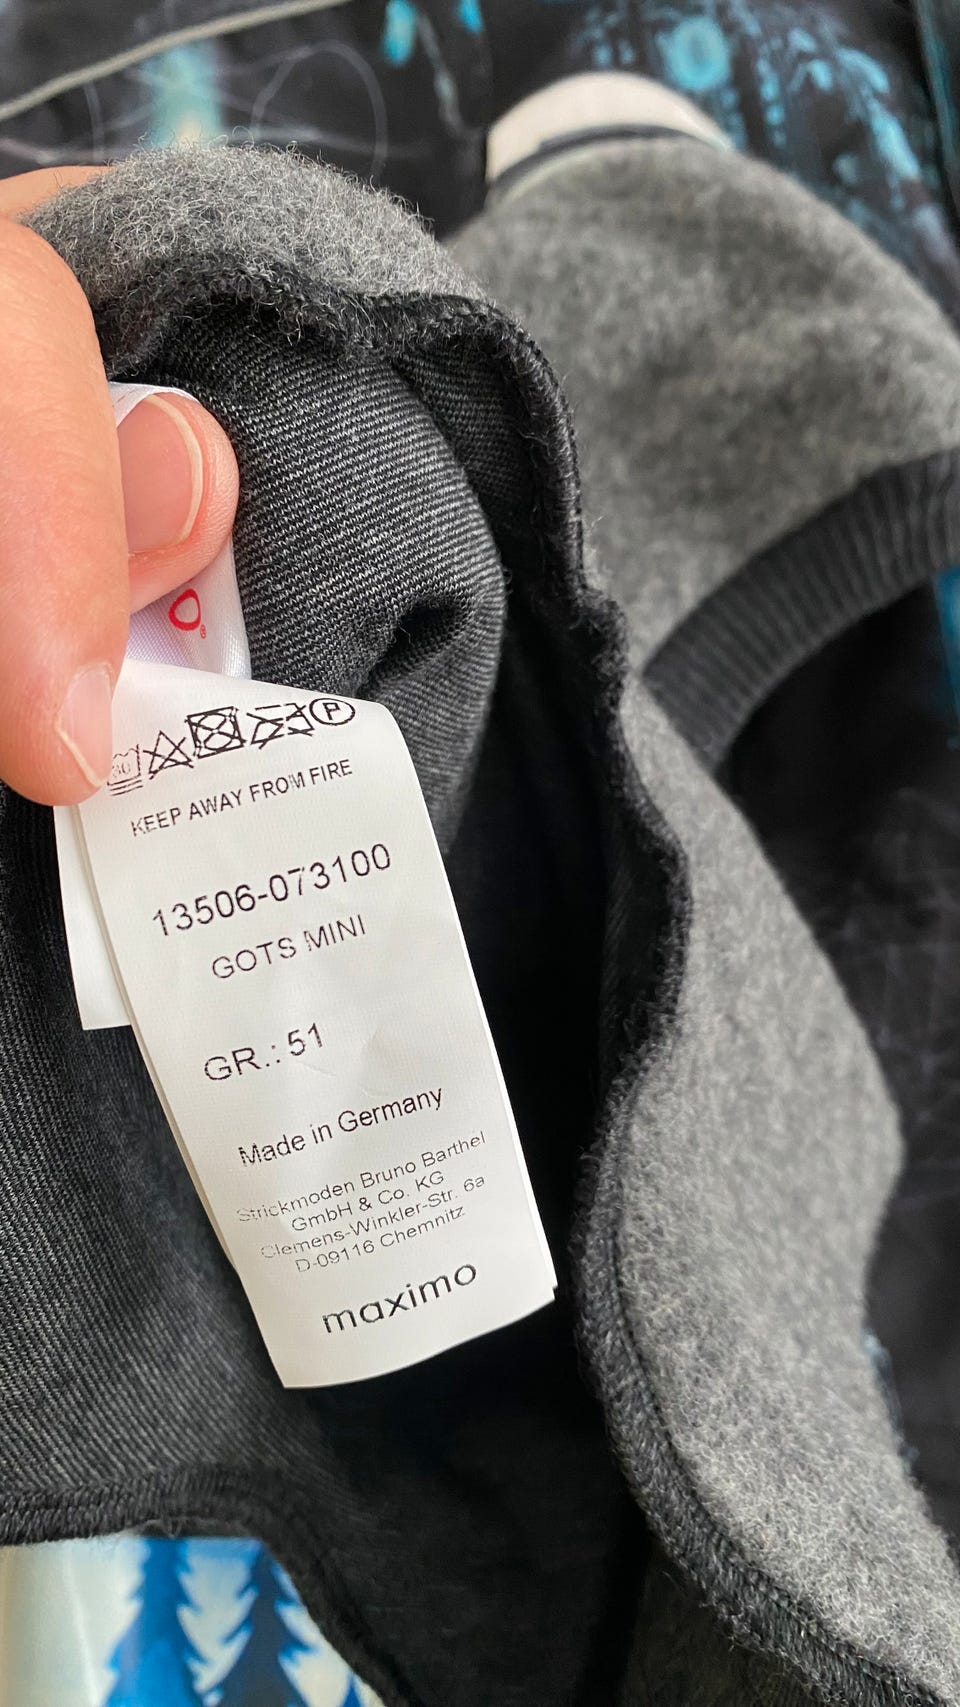 O®
30 P
KEEP AWAY FROM FIRE
13506-073100
GOTS MINI
GR.: 51
Made in Germany
Strickmoden Bruno Barthel
GmbH & Co. KG
Clemens-Winkler-Str. 6a
D-09116 Chemnitz
maximo